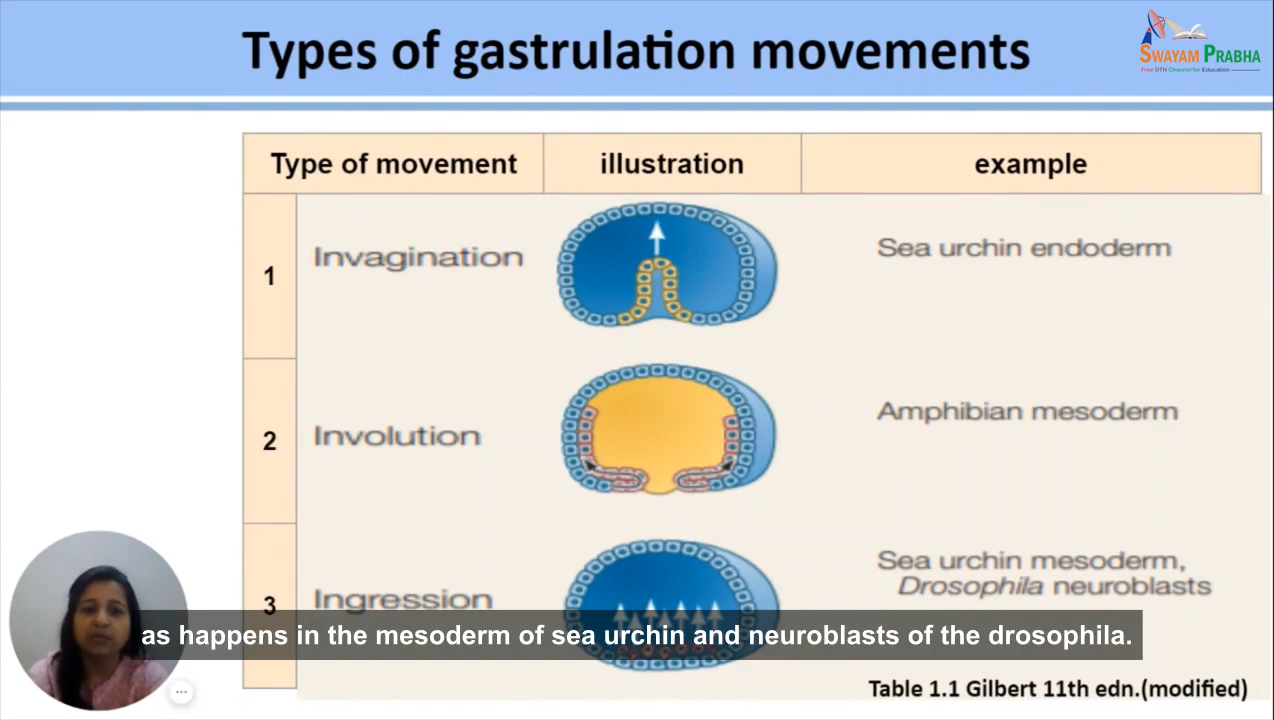 Types of gastrulation movements
SWAYAM PRABHA
Free DTH Channel for Education
Type of movement illustration example
1 Invagination Sea urchin endoderm
2 Involution Amphibian mesoderm
3 Ingression Sea urchin mesoderm,
Drosophila neuroblasts
as happens in the mesoderm of sea urchin and neuroblasts of the drosophila.
Table 1.1 Gilbert 11th edn.(modified)